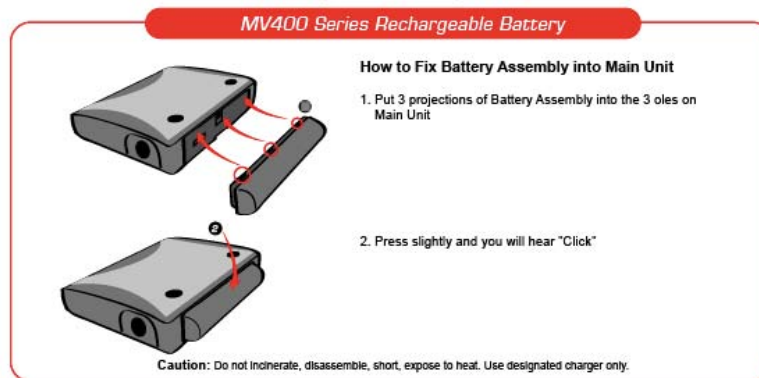 MV400 Series Rechargeable Battery
How to Fix Battery Assembly into Main Unit
1. Put 3 projections of Battery Assembly into the 3 oles on
Main Unit
2
2. Press slightly and you will hear "Click"
Caution: Do not incinerate, disassemble, short, expose to heat. Use designated charger only.